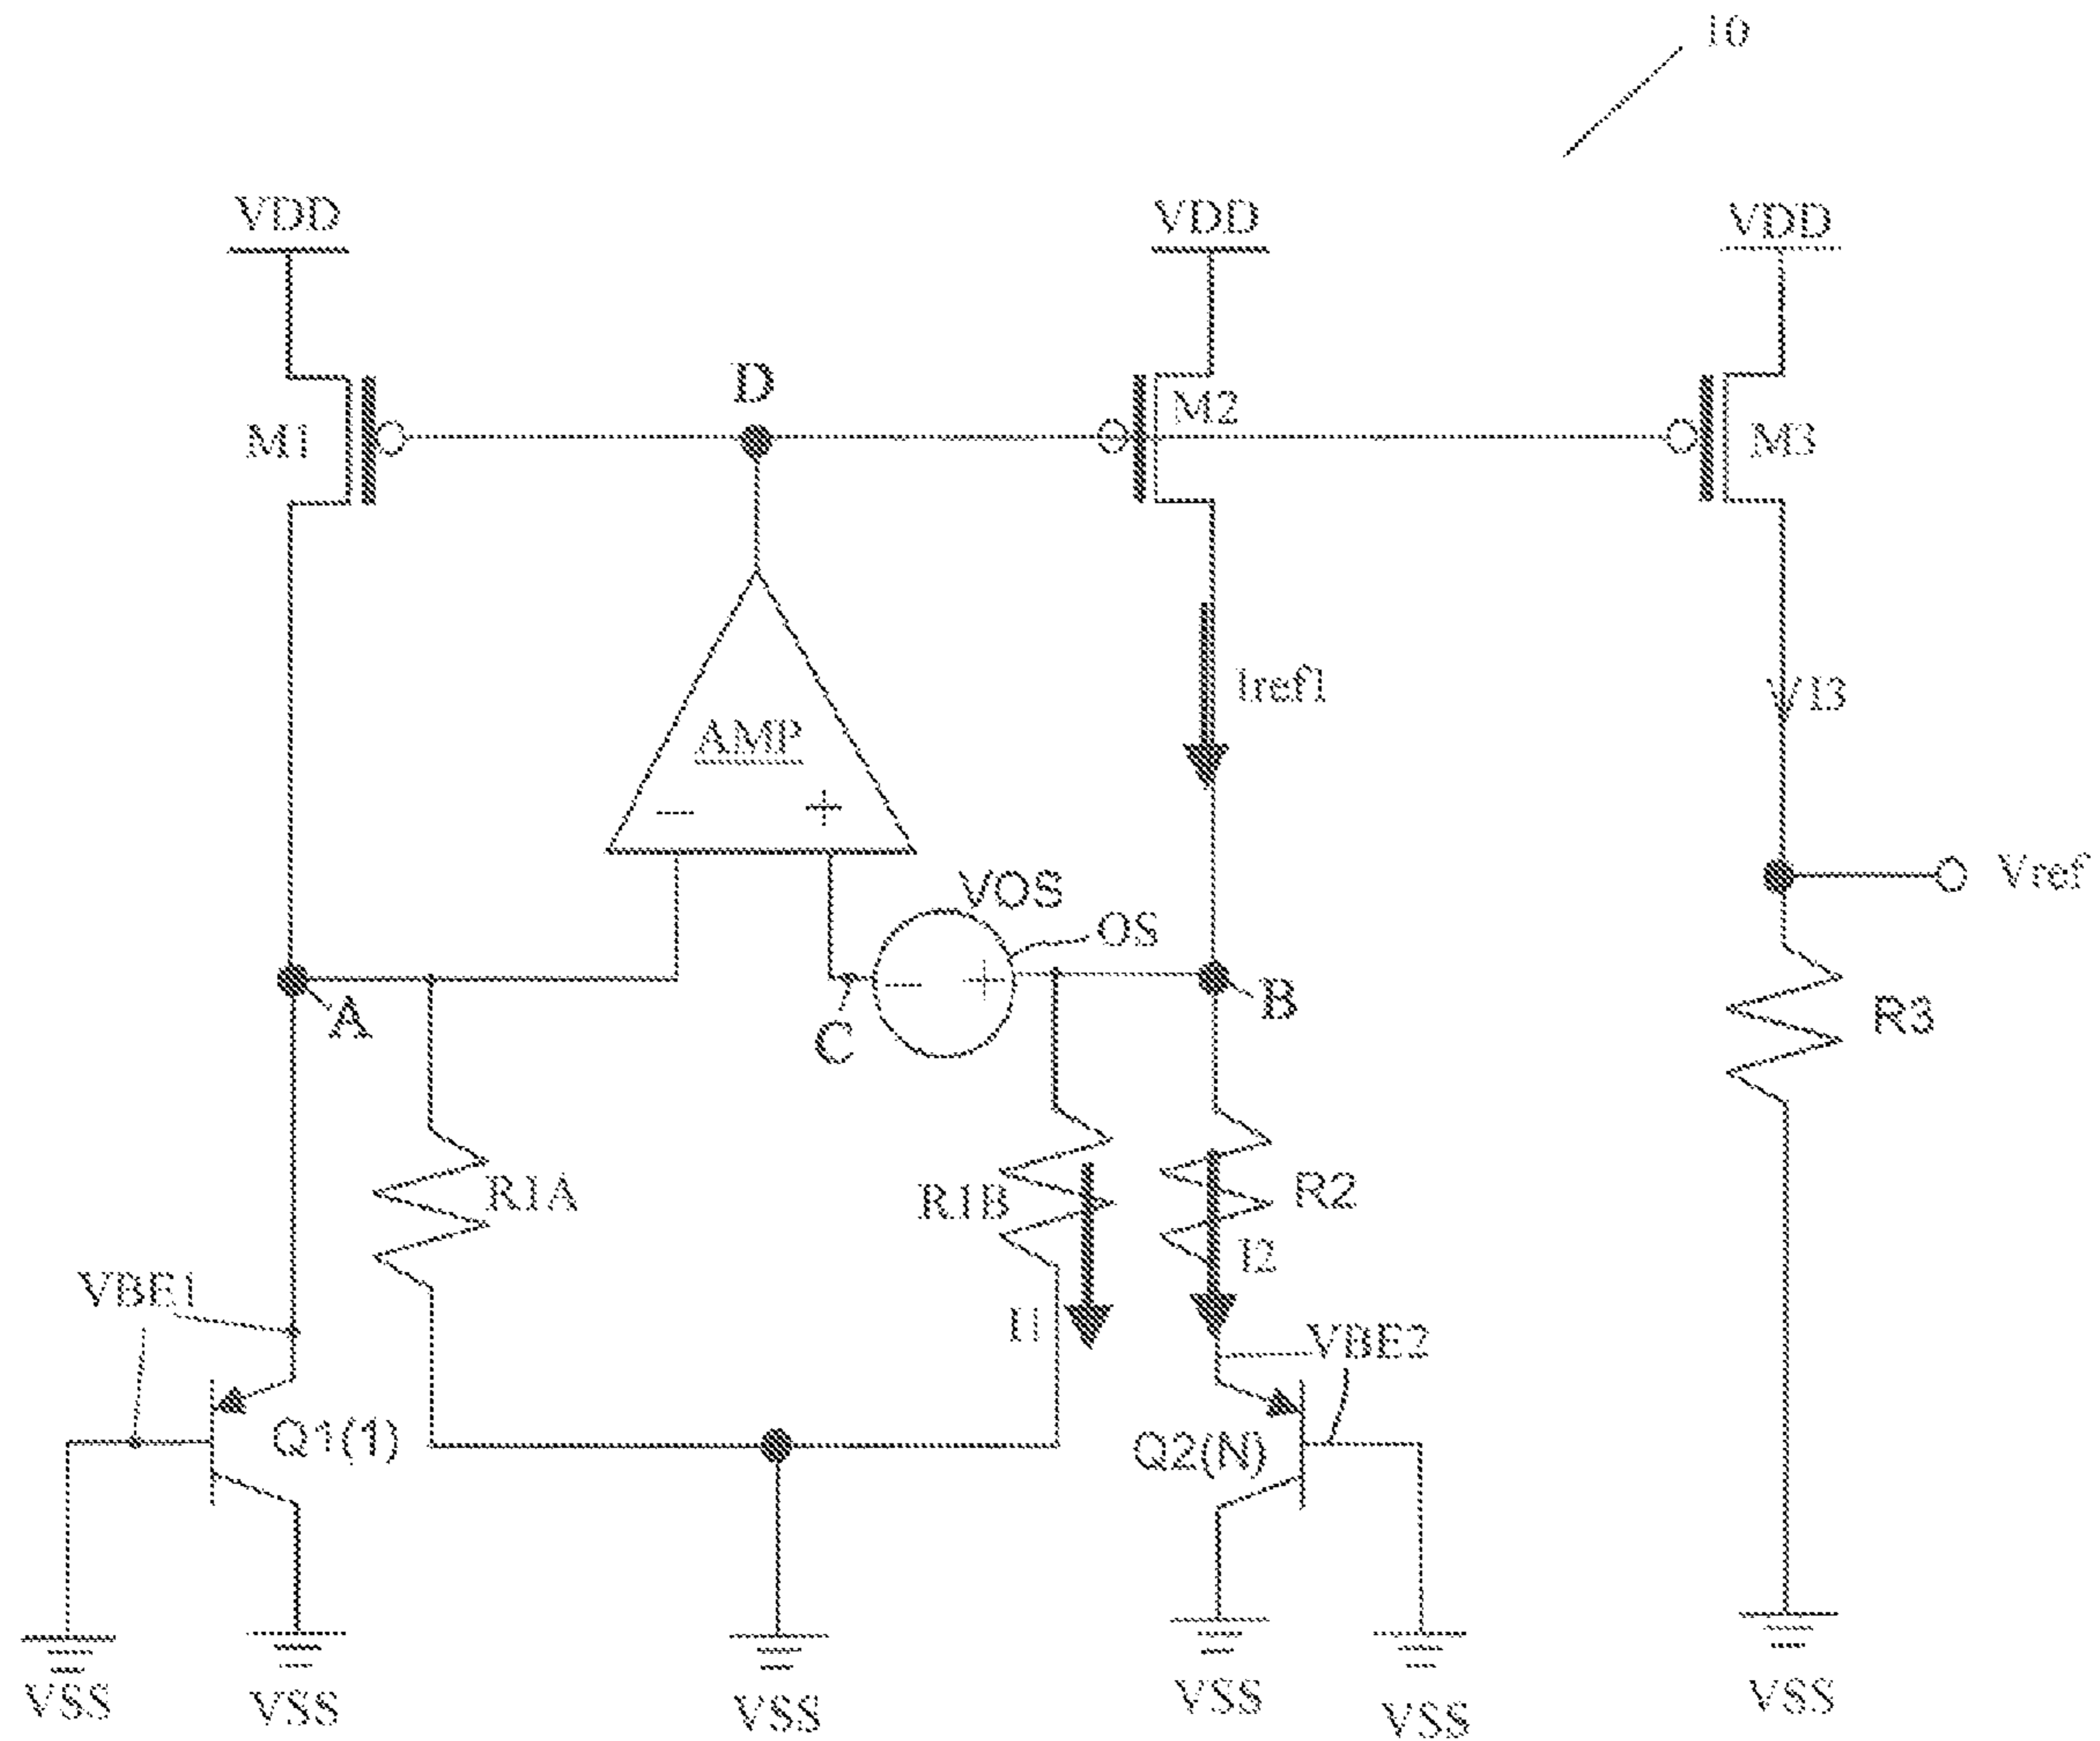 10
VDD
VDD
VDD
D
M1
M2
M3
Iref1
I3
AMP
- +
VOS
OS
Vref
- +
A
C
B
R3
R1A
R1B
R2
I2
VBE1
I1
VBE2
Q1(1)
Q2(N)
VSS
VSS
VSS
VSS
VSS
VSS